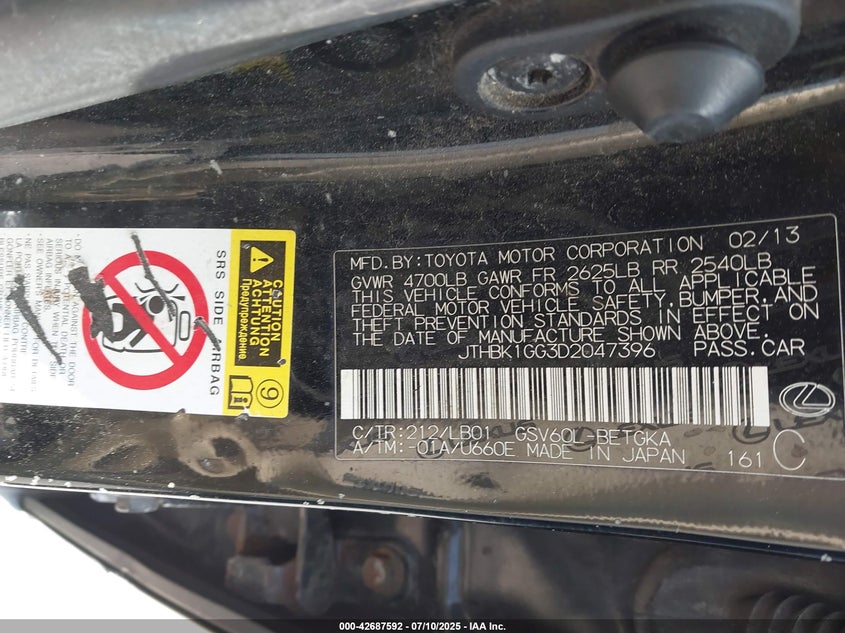 MFD.BY:TOYOTA MOTOR CORPORATION 02/13
GVWR 4700LB GAWR FR 2625LB RR 2540LB
THIS VEHICLE CONFORMS TO ALL APPLICABLE
FEDERAL MOTOR VEHICLE SAFETY, BUMPER, AND
THEFT PREVENTION STANDARDS IN EFFECT ON
THE DATE OF MANUFACTURE SHOWN ABOVE.
JTHBK1GG3D2047396 PASS.CAR
C/TR:212/LB01 GSV60L-BETGKA
A/TM:-01A/U660E MADE IN JAPAN 161 C
CAUTION
ACHTUNG
Предупреждение
9
SRS SIDE AIRBAG
000-42687592 - 07/10/2025 - IAA Inc.